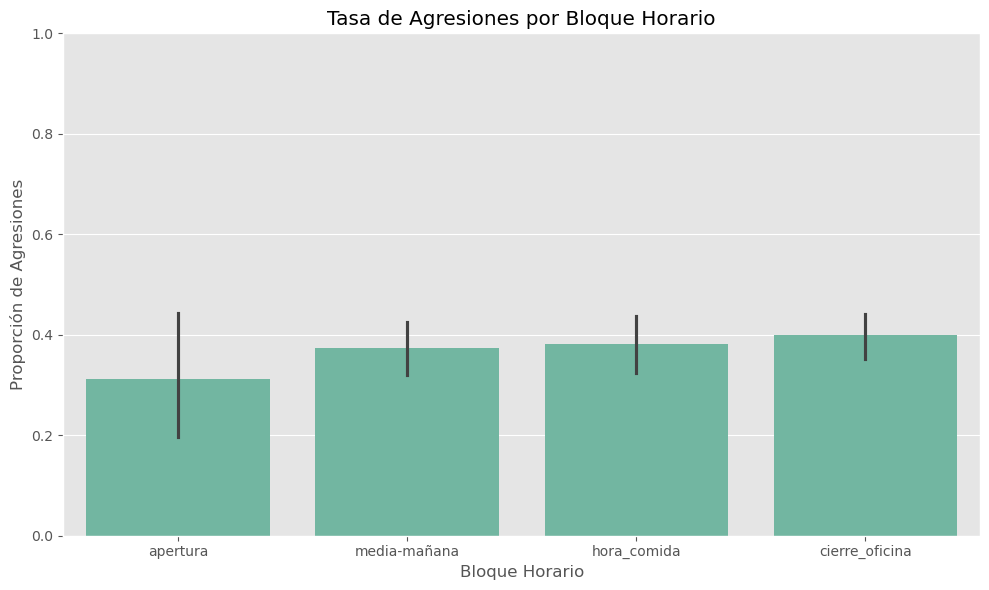 Tasa de Agresiones por Bloque Horario
Proporción de Agresiones
1.0
0.8
0.6
0.4
0.2
0.0
apertura
media-mañana
hora_comida
cierre_oficina
Bloque Horario